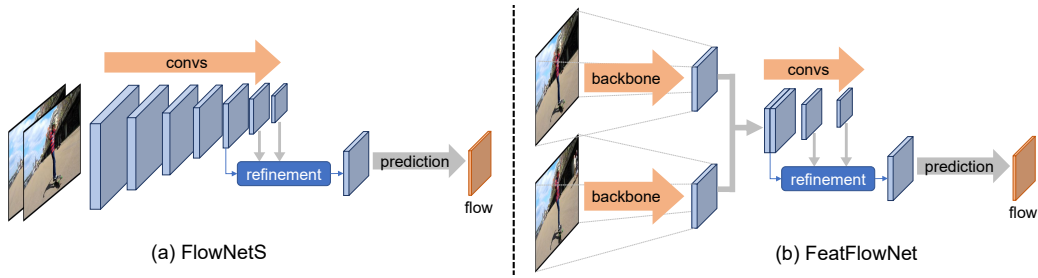 convs
refinement
prediction
flow
(a) FlowNetS
backbone
backbone
convs
refinement
prediction
flow
(b) FeatFlowNet